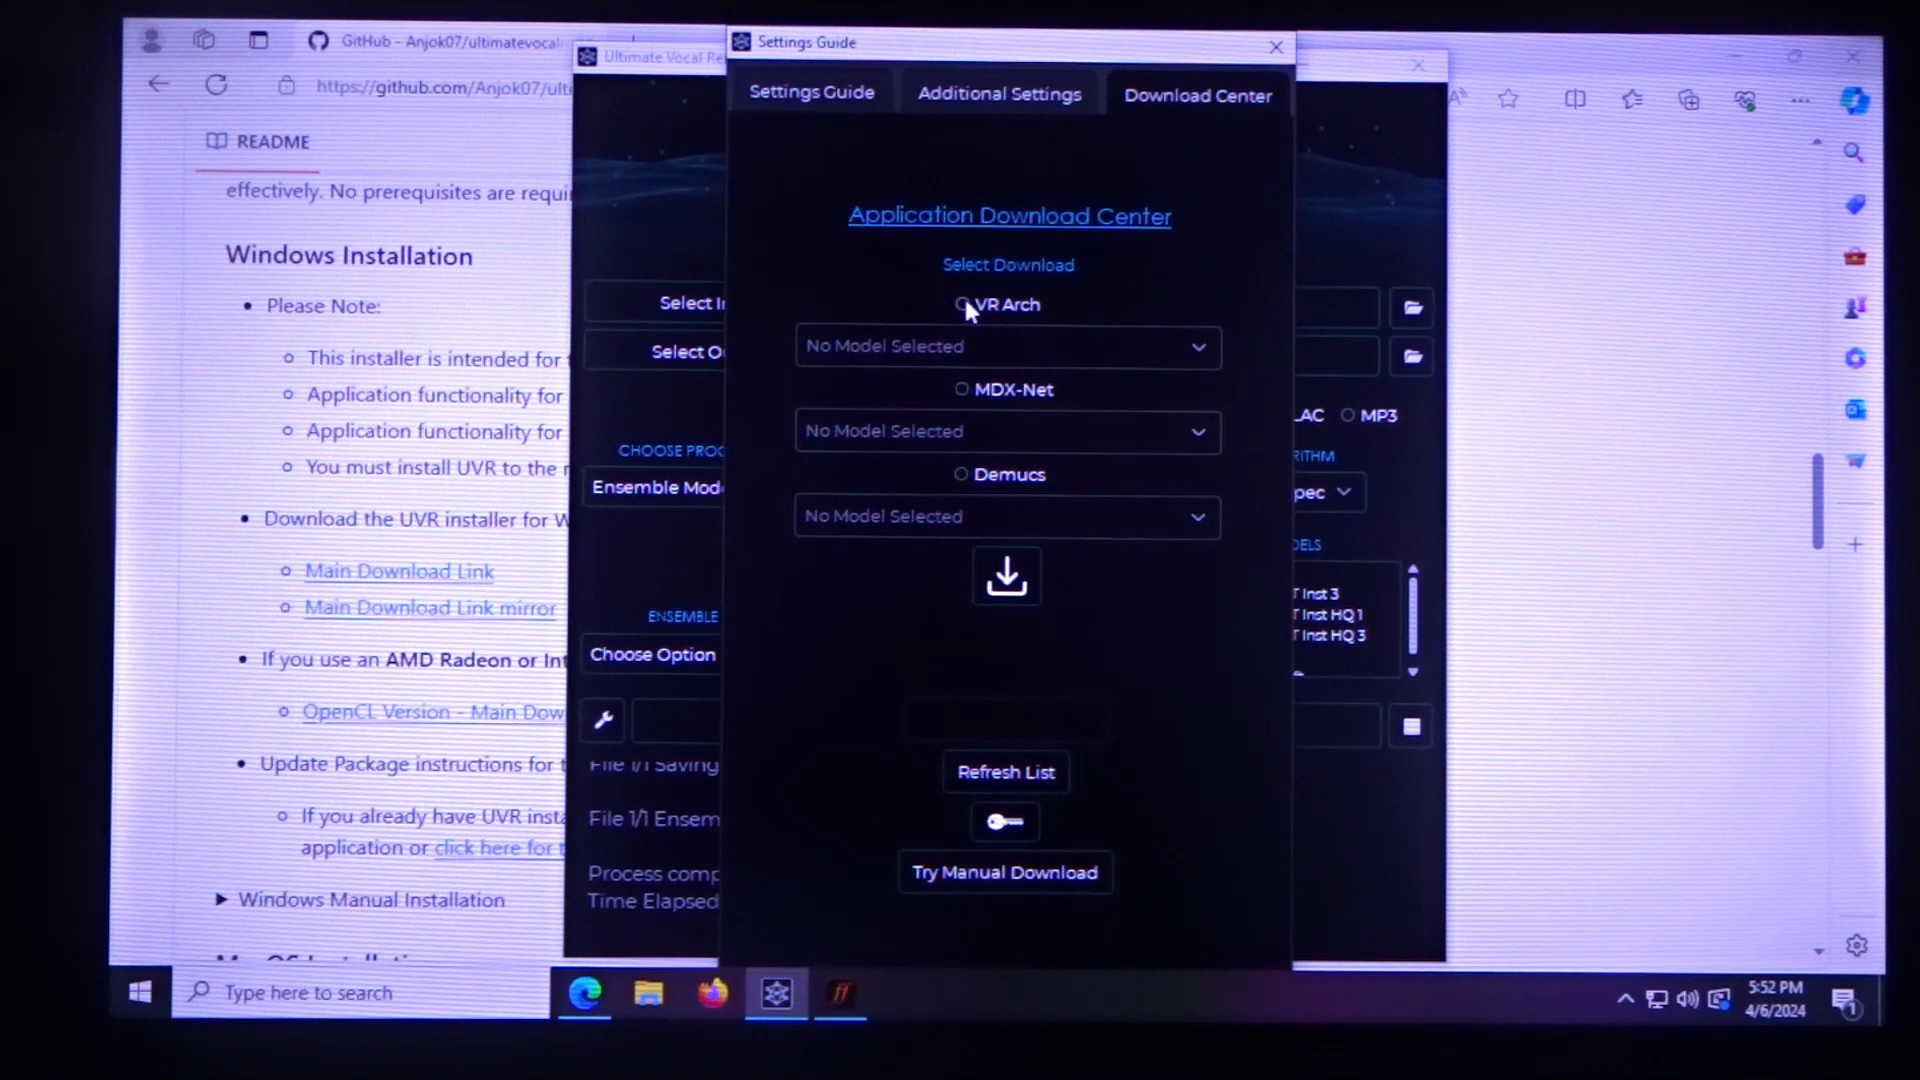 GitHub - Anjok07/ultimatevocal
https://github.com/Anjok07/ulti
README
effectively. No prerequisites are requi
Windows Installation
Please Note:
This installer is intended for
Application functionality for
Application functionality for
You must install UVR to the
Download the UVR installer for W
Main Download Link
Main Download Link mirror
If you use an AMD Radeon or Int
OpenCL Version - Main Dow
Update Package instructions for
If you already have UVR insta
application or click here for
Windows Manual Installation
Ultimate Vocal Re
Select I
Select O
CHOOSE PROC
Ensemble Mod
ENSEMBLE
Choose Option
File 1/1 Saving
File 1/1 Ensem
Process comp
Time Elapsed
Settings Guide
Settings Guide
Additional Settings
Download Center
Application Download Center
Select Download
VR Arch
No Model Selected
MDX-Net
No Model Selected
Demucs
No Model Selected
Refresh List
Try Manual Download
LAC
MP3
RITHM
pec
DELS
T Inst 3
T Inst HQ 1
T Inst HQ 3
Type here to search
5:52 PM
4/6/2024
1